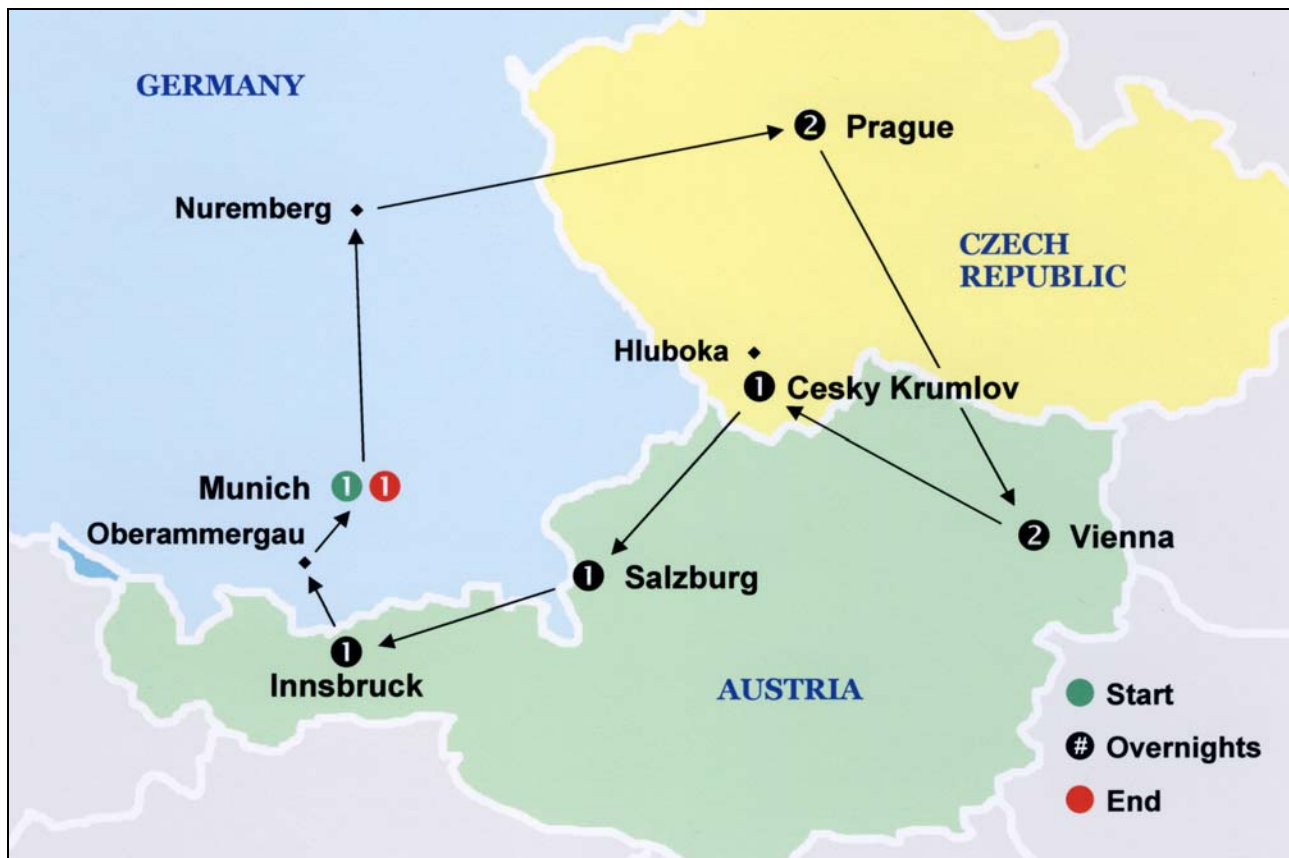 GERMANY
2 Prague
Nuremberg
CZECH
REPUBLIC
Hluboka
1 Cesky Krumlov
Munich 1 1
Oberammergau
2 Vienna
1 Salzburg
1
Innsbruck
AUSTRIA
Start
# Overnights
End